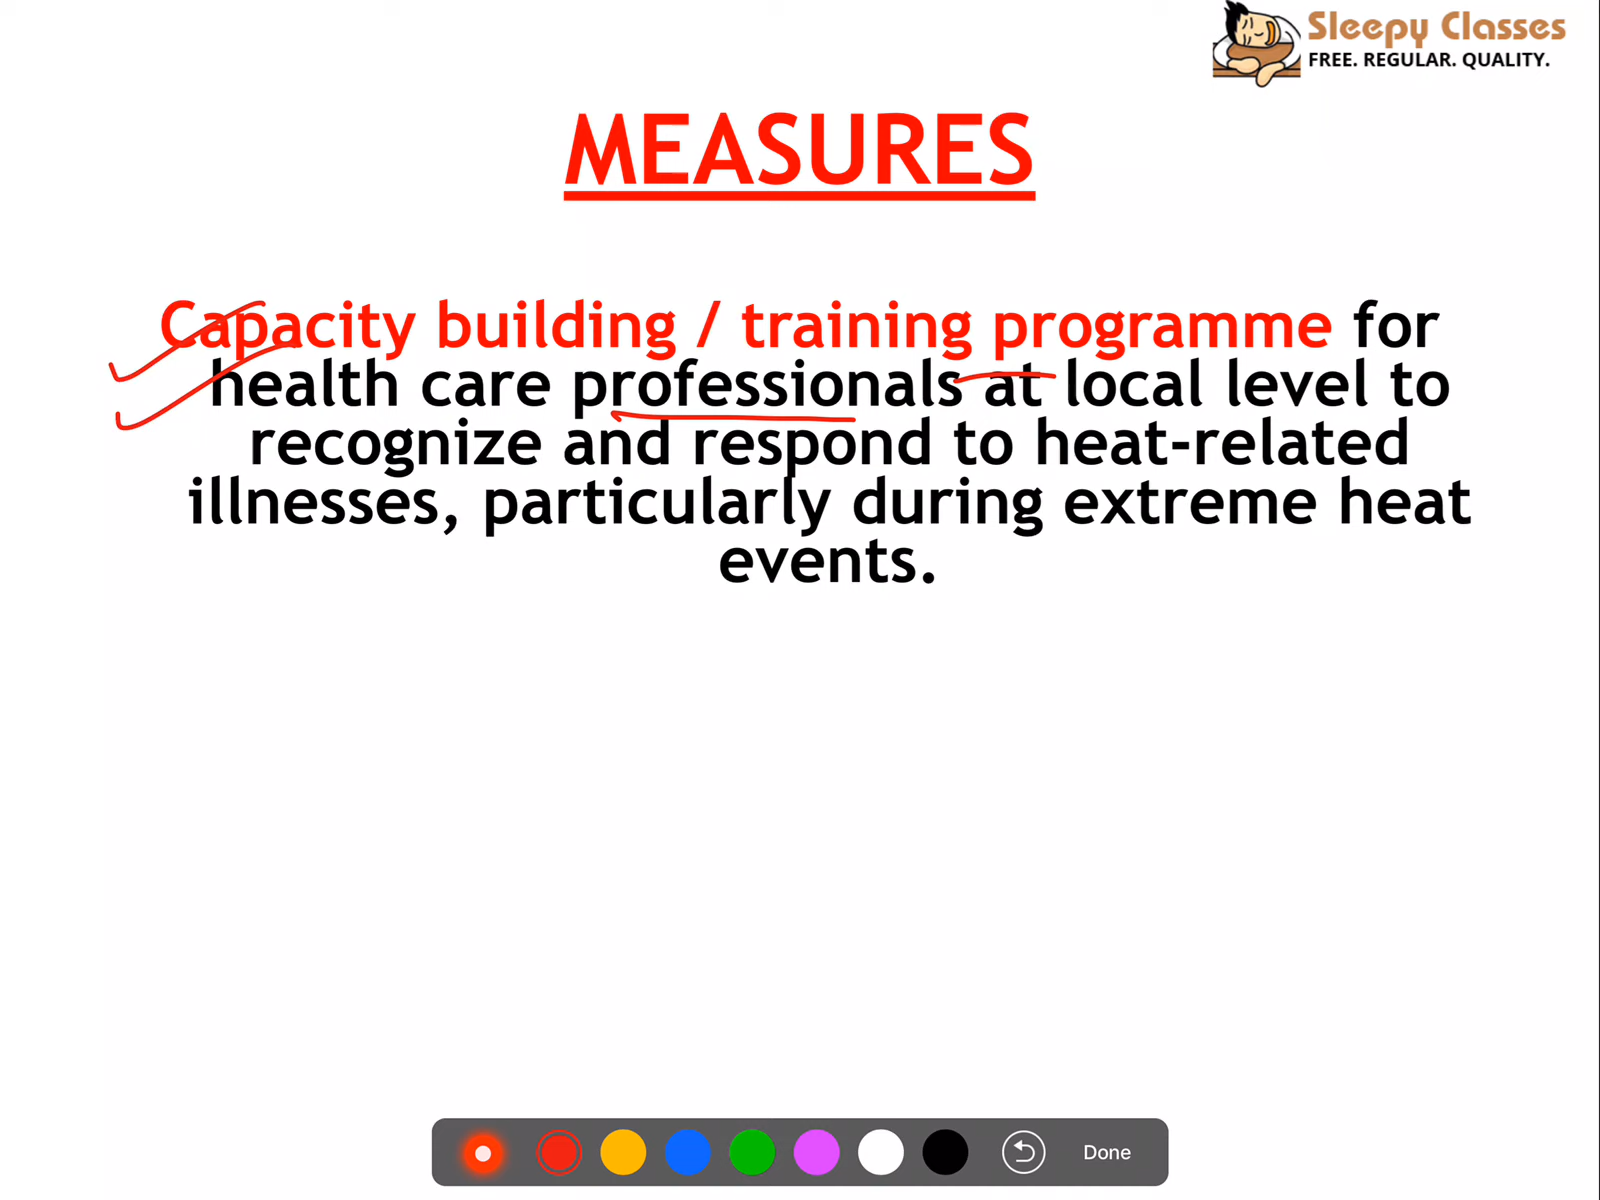 Sleepy Classes
FREE. REGULAR. QUALITY.
MEASURES
Capacity building / training programme for
health care professionals at local level to
recognize and respond to heat-related
illnesses, particularly during extreme heat
events.
Done